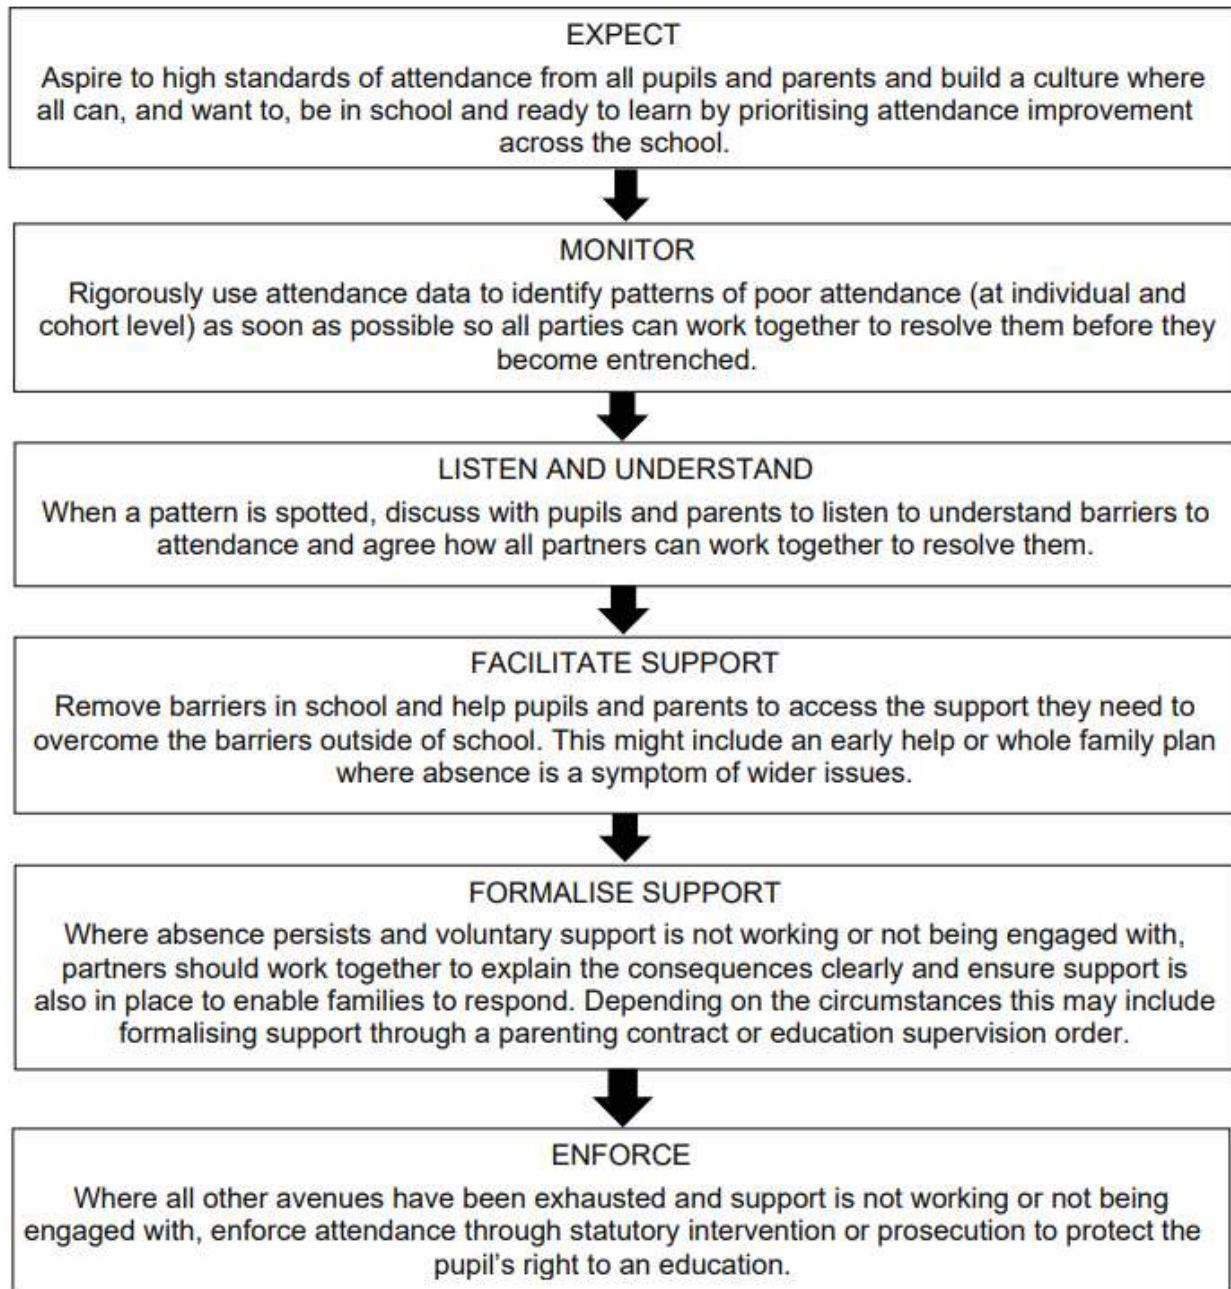 EXPECT
Aspire to high standards of attendance from all pupils and parents and build a culture where
all can, and want to, be in school and ready to learn by prioritising attendance improvement
across the school.
MONITOR
Rigorously use attendance data to identify patterns of poor attendance (at individual and
cohort level) as soon as possible so all parties can work together to resolve them before they
become entrenched.
LISTEN AND UNDERSTAND
When a pattern is spotted, discuss with pupils and parents to listen to understand barriers to
attendance and agree how all partners can work together to resolve them.
FACILITATE SUPPORT
Remove barriers in school and help pupils and parents to access the support they need to
overcome the barriers outside of school. This might include an early help or whole family plan
where absence is a symptom of wider issues.
FORMALISE SUPPORT
Where absence persists and voluntary support is not working or not being engaged with,
partners should work together to explain the consequences clearly and ensure support is
also in place to enable families to respond. Depending on the circumstances this may include
formalising support through a parenting contract or education supervision order.
ENFORCE
Where all other avenues have been exhausted and support is not working or not being
engaged with, enforce attendance through statutory intervention or prosecution to protect the
pupil's right to an education.